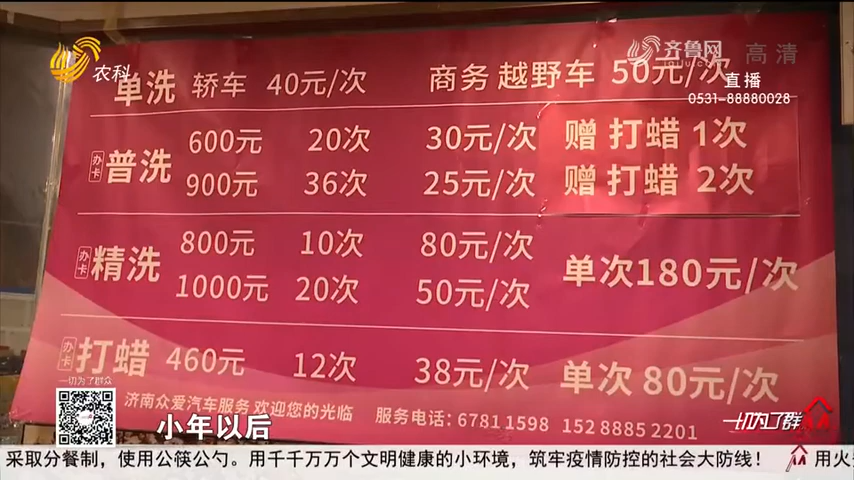 农科
齐鲁网 高清
直播
0531-88880028
单洗 轿车 40元/次 商务 越野车 50元/次
办卡 普洗 600元 20次 30元/次 赠 打蜡 1次
900元 36次 25元/次 赠 打蜡 2次
办卡 精洗 800元 10次 80元/次 单次180元/次
1000元 20次 50元/次
办卡 打蜡 460元 12次 38元/次 单次 80元/次
一切为了群众
济南众爱汽车服务 欢迎您的光临 服务电话:67811598 15288852201
小年以后
一切为了群众
采取分餐制，使用公筷公勺。用千千万万个文明健康的小环境，筑牢疫情防控的社会大防线！ 用火